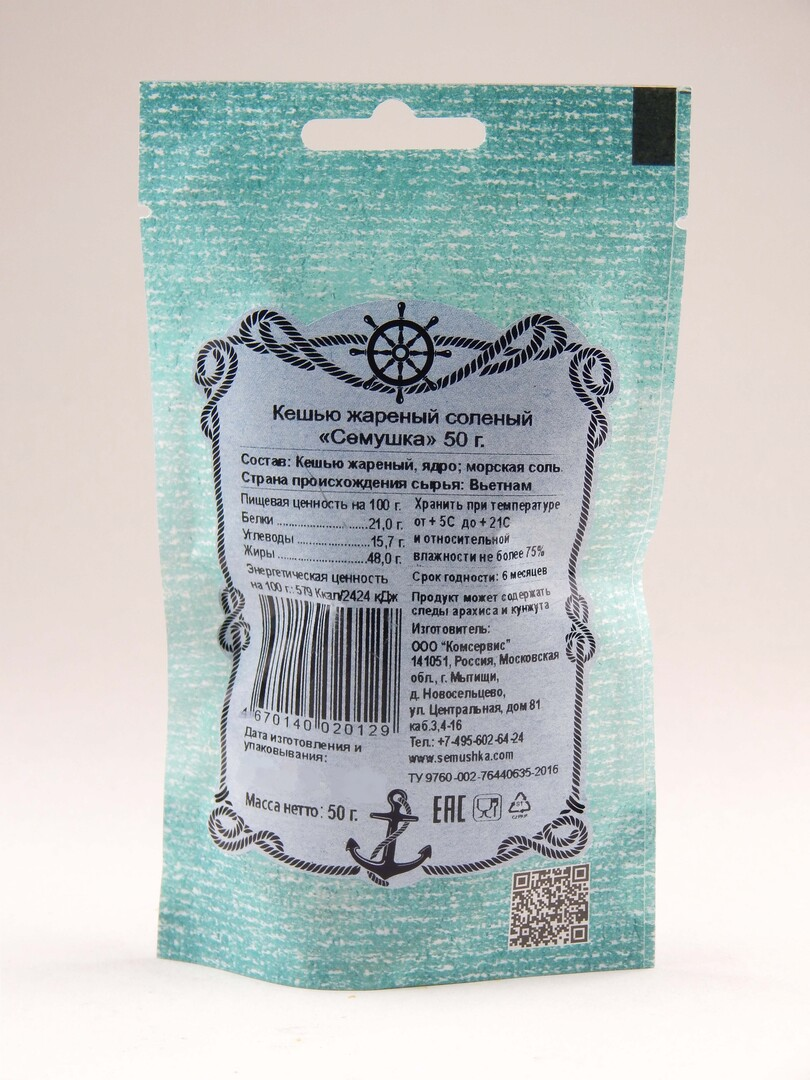 Кешью жареный соленый
«Семушка» 50 г.
Состав: Кешью жареный, ядро; морская соль.
Страна происхождения сырья: Вьетнам
Пищевая ценность на 100 г.
Белки ........................21,0 г.
Углеводы ...................15,7 г.
Жиры .........................48,0 г.
Энергетическая ценность
на 100 г.: 579 Ккал/2424 кДж
4 670140 020129
Дата изготовления и
упаковывания:
Масса нетто: 50 г.
Хранить при температуре
от + 5С до + 21С
и относительной
влажности не более 75%
Срок годности: 6 месяцев
Продукт может содержать
следы арахиса и кунжута
Изготовитель:
ООО "Комсервис"
141051, Россия, Московская
обл., г. Мытищи,
д. Новосельцево,
ул. Центральная, дом 81
каб.3,4-16
Тел.: +7-495-602-64-24
www.semushka.com
ТУ 9760-002-76440635-2016
ЕАС